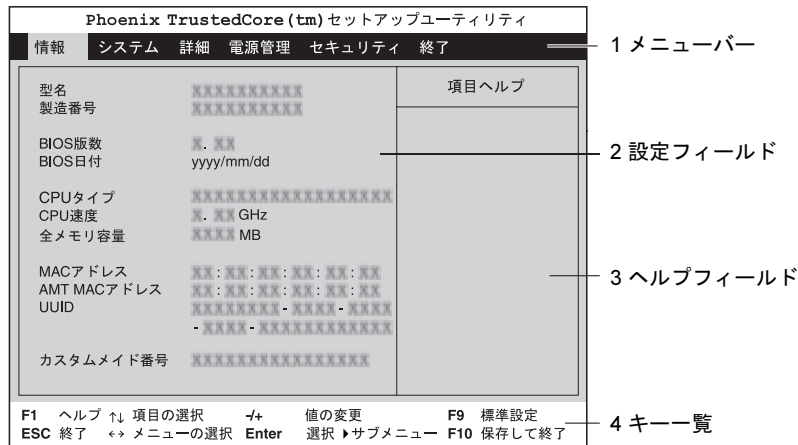 Phoenix TrustedCore(tm)セットアップユーティリティ
情報 システム 詳細 電源管理 セキュリティ 終了
1 メニューバー
項目ヘルプ
型名 XXXXXXXXXX
製造番号 XXXXXXXXXX
BIOS版数 X. XX
BIOS日付 yyyy/mm/dd
2 設定フィールド
CPUタイプ XXXXXXXXXXXXXXXXXX
CPU速度 X. XX GHz
全メモリ容量 XXXX MB
MACアドレス XX:XX:XX:XX:XX:XX
AMT MACアドレス XX:XX:XX:XX:XX:XX
UUID XXXXXXXX-XXXX-XXXX
-XXXX-XXXXXXXXXXXX
3 ヘルプフィールド
カスタムメイド番号 XXXXXXXXXXXXXXXX
F1 ヘルプ ↑↓ 項目の選択 -/+ 値の変更 F9 標準設定
ESC 終了 ←→ メニューの選択 Enter 選択 ▶サブメニュー F10 保存して終了
4 キー一覧